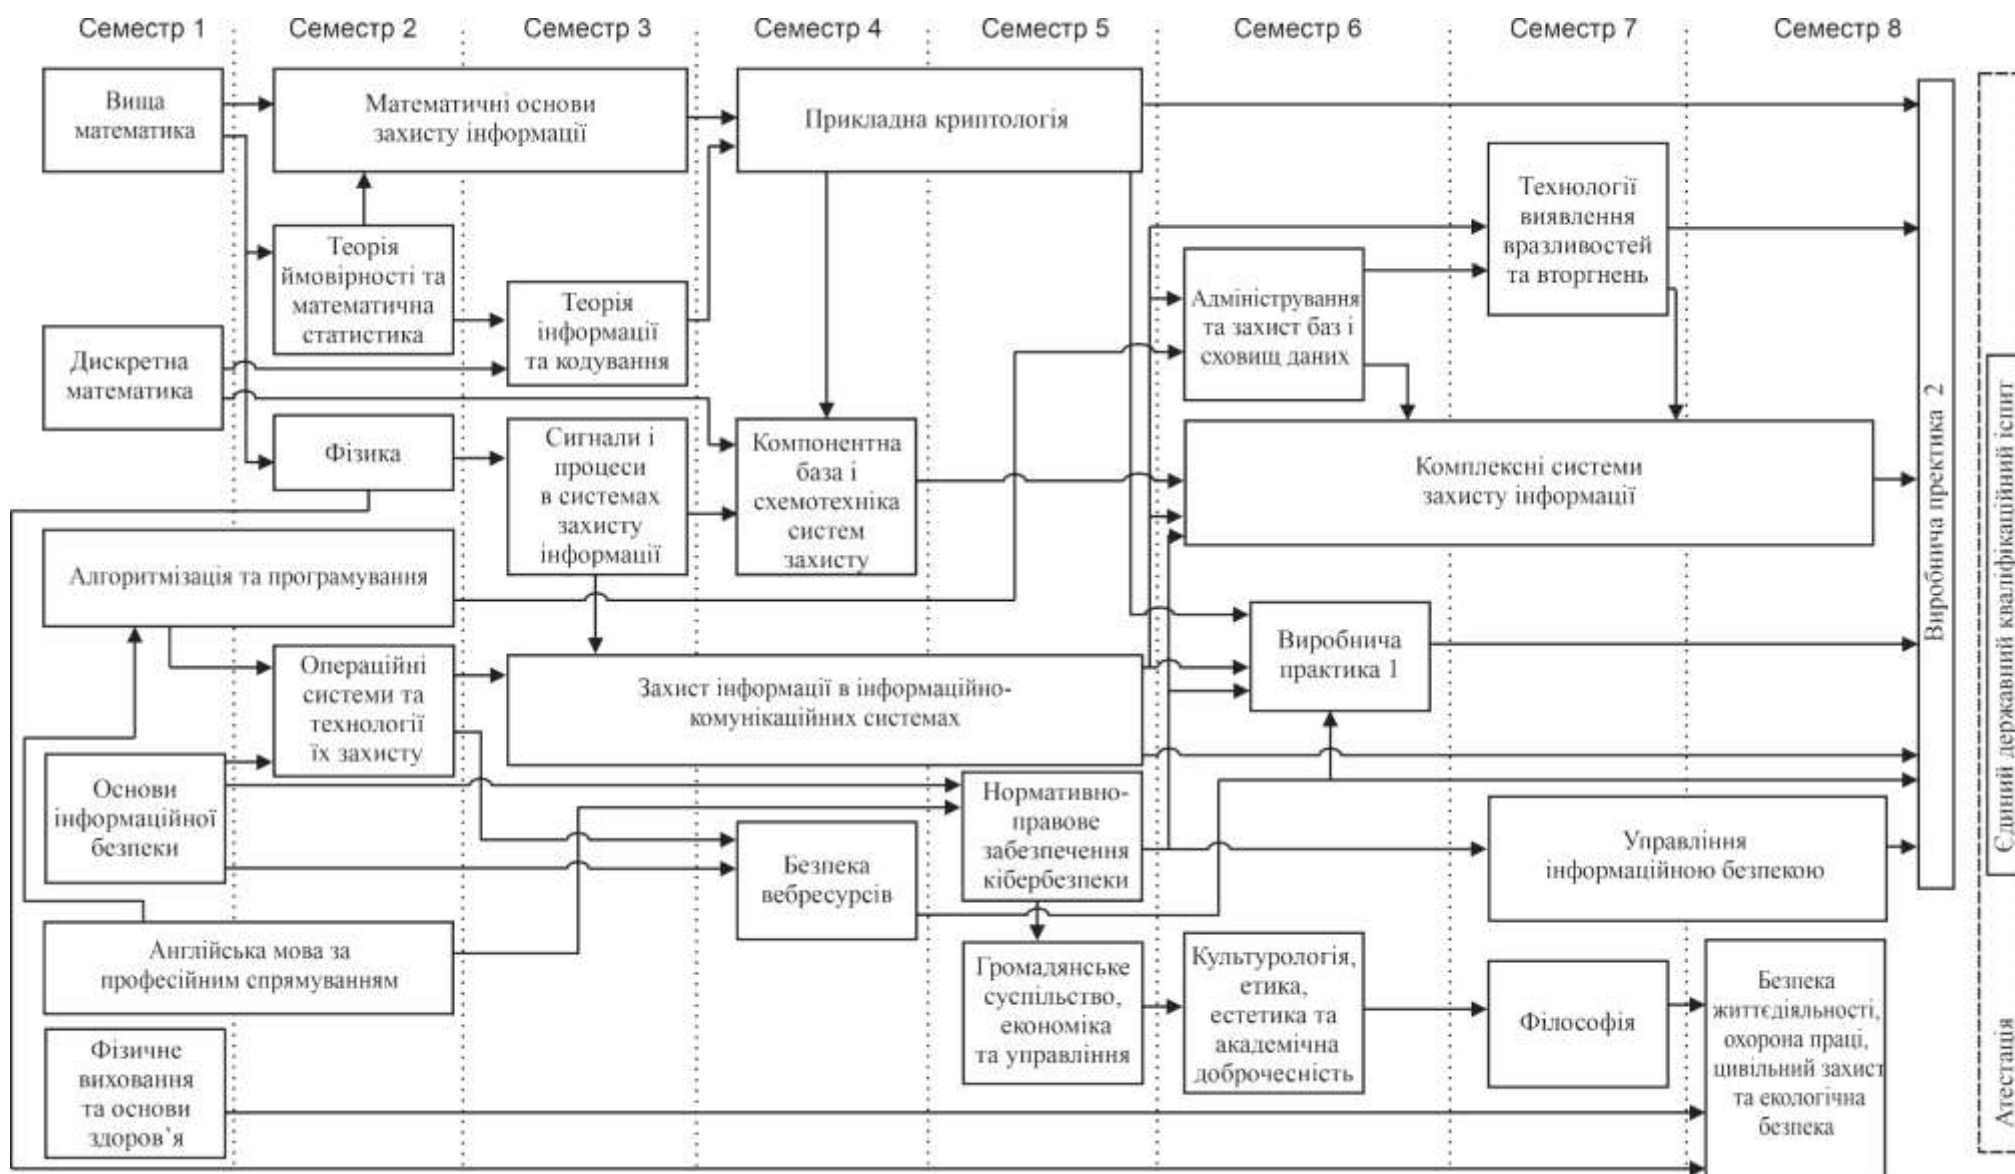 Семестр 1
Семестр 2
Семестр 3
Семестр 4
Семестр 5
Семестр 6
Семестр 7
Семестр 8
Вища
математика
Математичні основи
захисту інформації
Прикладна криптологія
Технології
виявлення
вразливостей
та вторгнень
Теорія
ймовірності та
математична
статистика
Теорія
інформації
та кодування
Адміністрування
та захист баз і
сховищ даних
Дискретна
математика
Фізика
Сигнали і
процеси
в системах
захисту
інформації
Компонентна
база і
схемотехніка
систем
захисту
Комплексні системи
захисту інформації
Алгоритмізація та програмування
Операційні
системи та
технології
їх захисту
Захист інформації в інформаційно-
комунікаційних системах
Виробнича
практика 1
Основи
інформаційної
безпеки
Безпека
вебресурсів
Нормативно-
правове
забезпечення
кібербезпеки
Управління
інформаційною безпекою
Англійська мова за
професійним спрямуванням
Громадянське
суспільство,
економіка
та управління
Культурологія,
етика,
естетика та
академічна
доброчесність
Філософія
Безпека
життєдіяльності,
охорона праці,
цивільний захист
та екологічна
безпека
Фізичне
виховання
та основи
здоров’я
Виробнича пректика 2
Єдиний державний кваліфікаційний іспит
Атестація